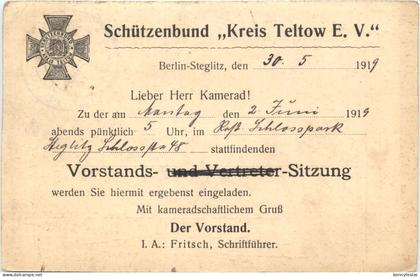 Schützenbund „Kreis Teltow E. V."
Berlin-Steglitz, den 30. 5 1919
Lieber Herr Kamerad!
Zu der am Montag den 2. Juni 1919
abends pünktlich 5 Uhr, im Rest. Schlosspark
Steglitz Schlossstr 48 stattfindenden
Vorstands- und Vertreter-Sitzung
werden Sie hiermit ergebenst eingeladen.
Mit kameradschaftlichem Gruß
Der Vorstand.
I. A.: Fritsch, Schriftführer.